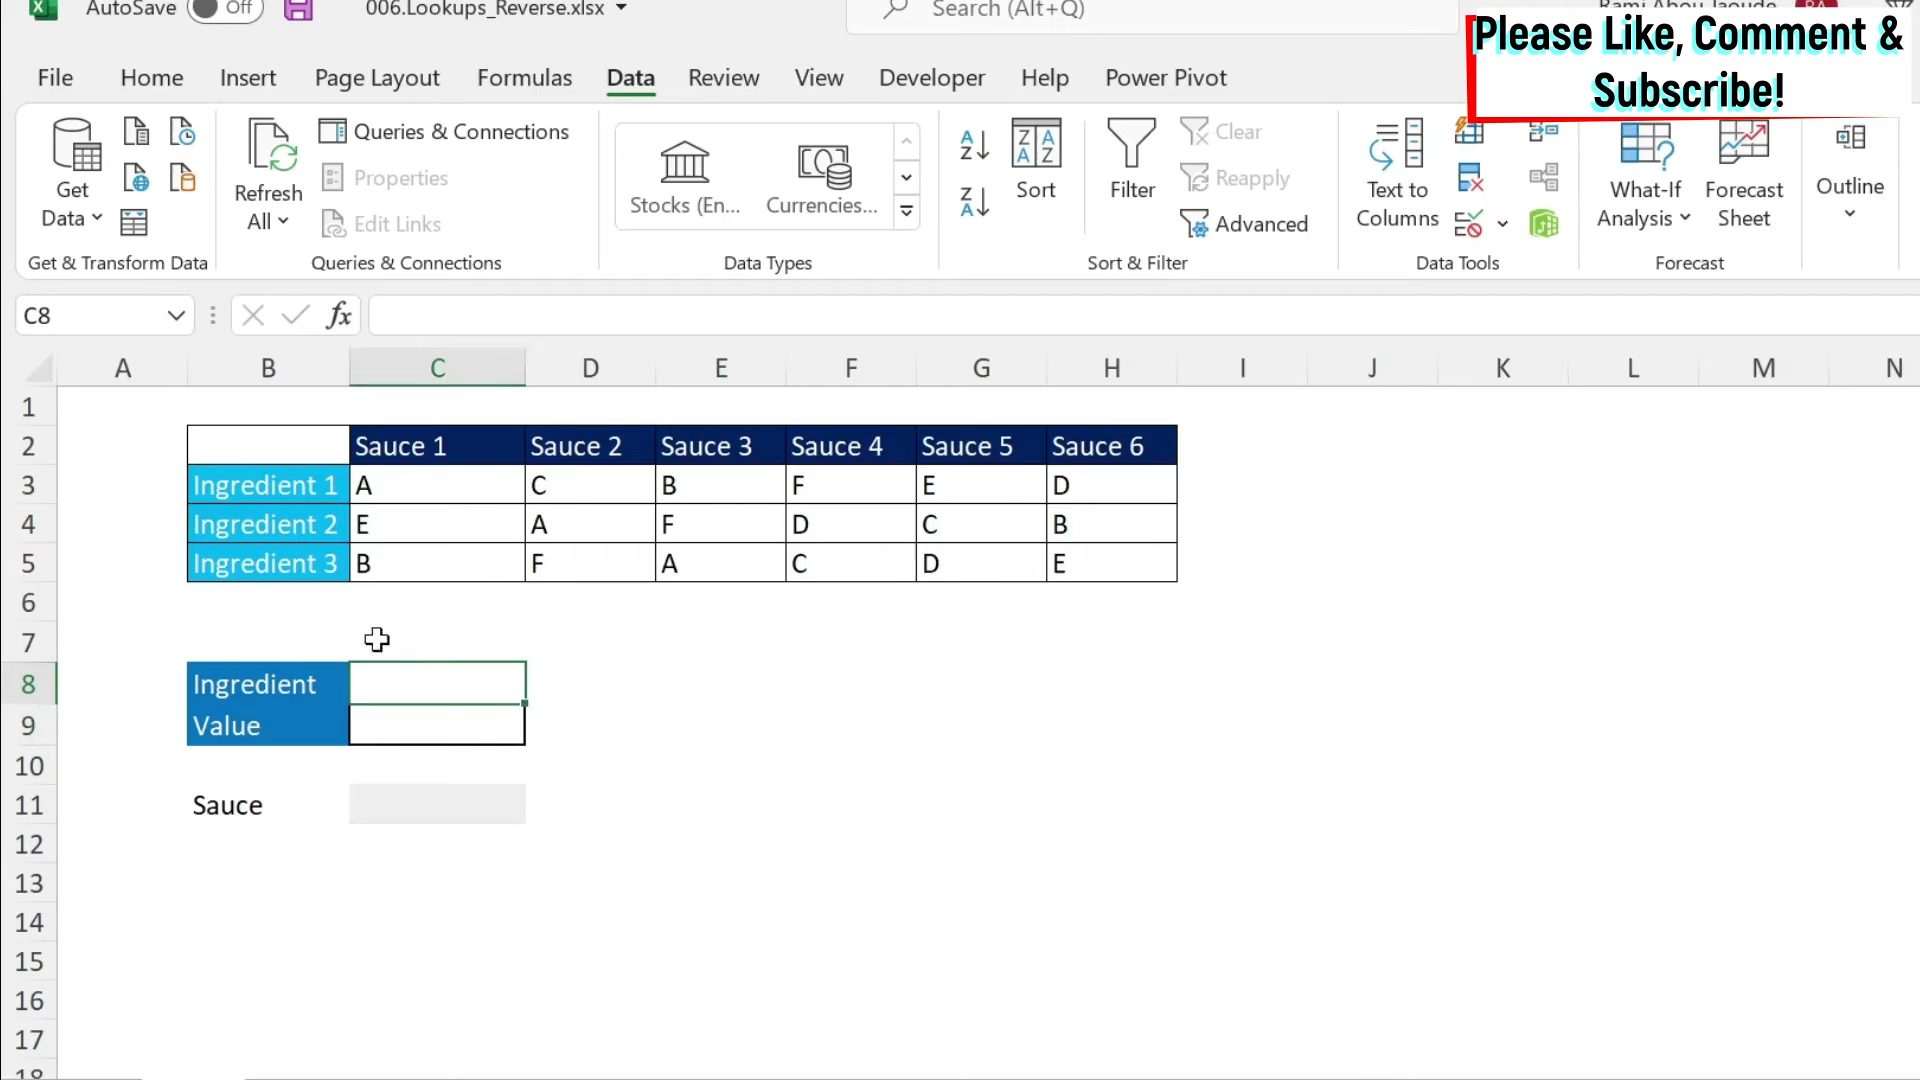 AutoSave Off 006.Lookups_Reverse.xlsx Search (Alt+Q) Rami Abou Jaoude RA
Please Like, Comment &
Subscribe!
File Home Insert Page Layout Formulas Data Review View Developer Help Power Pivot
Get
Data
Refresh
All
Queries & Connections
Properties
Edit Links
Stocks (En... Currencies...
Sort
Filter
Clear
Reapply
Advanced
Text to
Columns
What-If
Analysis
Forecast
Sheet
Outline
Get & Transform Data Queries & Connections Data Types Sort & Filter Data Tools Forecast
C8 fx
A B C D E F G H I J K L M N
1
2 Sauce 1 Sauce 2 Sauce 3 Sauce 4 Sauce 5 Sauce 6
3 Ingredient 1 A C B F E D
4 Ingredient 2 E A F D C B
5 Ingredient 3 B F A C D E
6
7
8 Ingredient
9 Value
10
11 Sauce
12
13
14
15
16
17
18